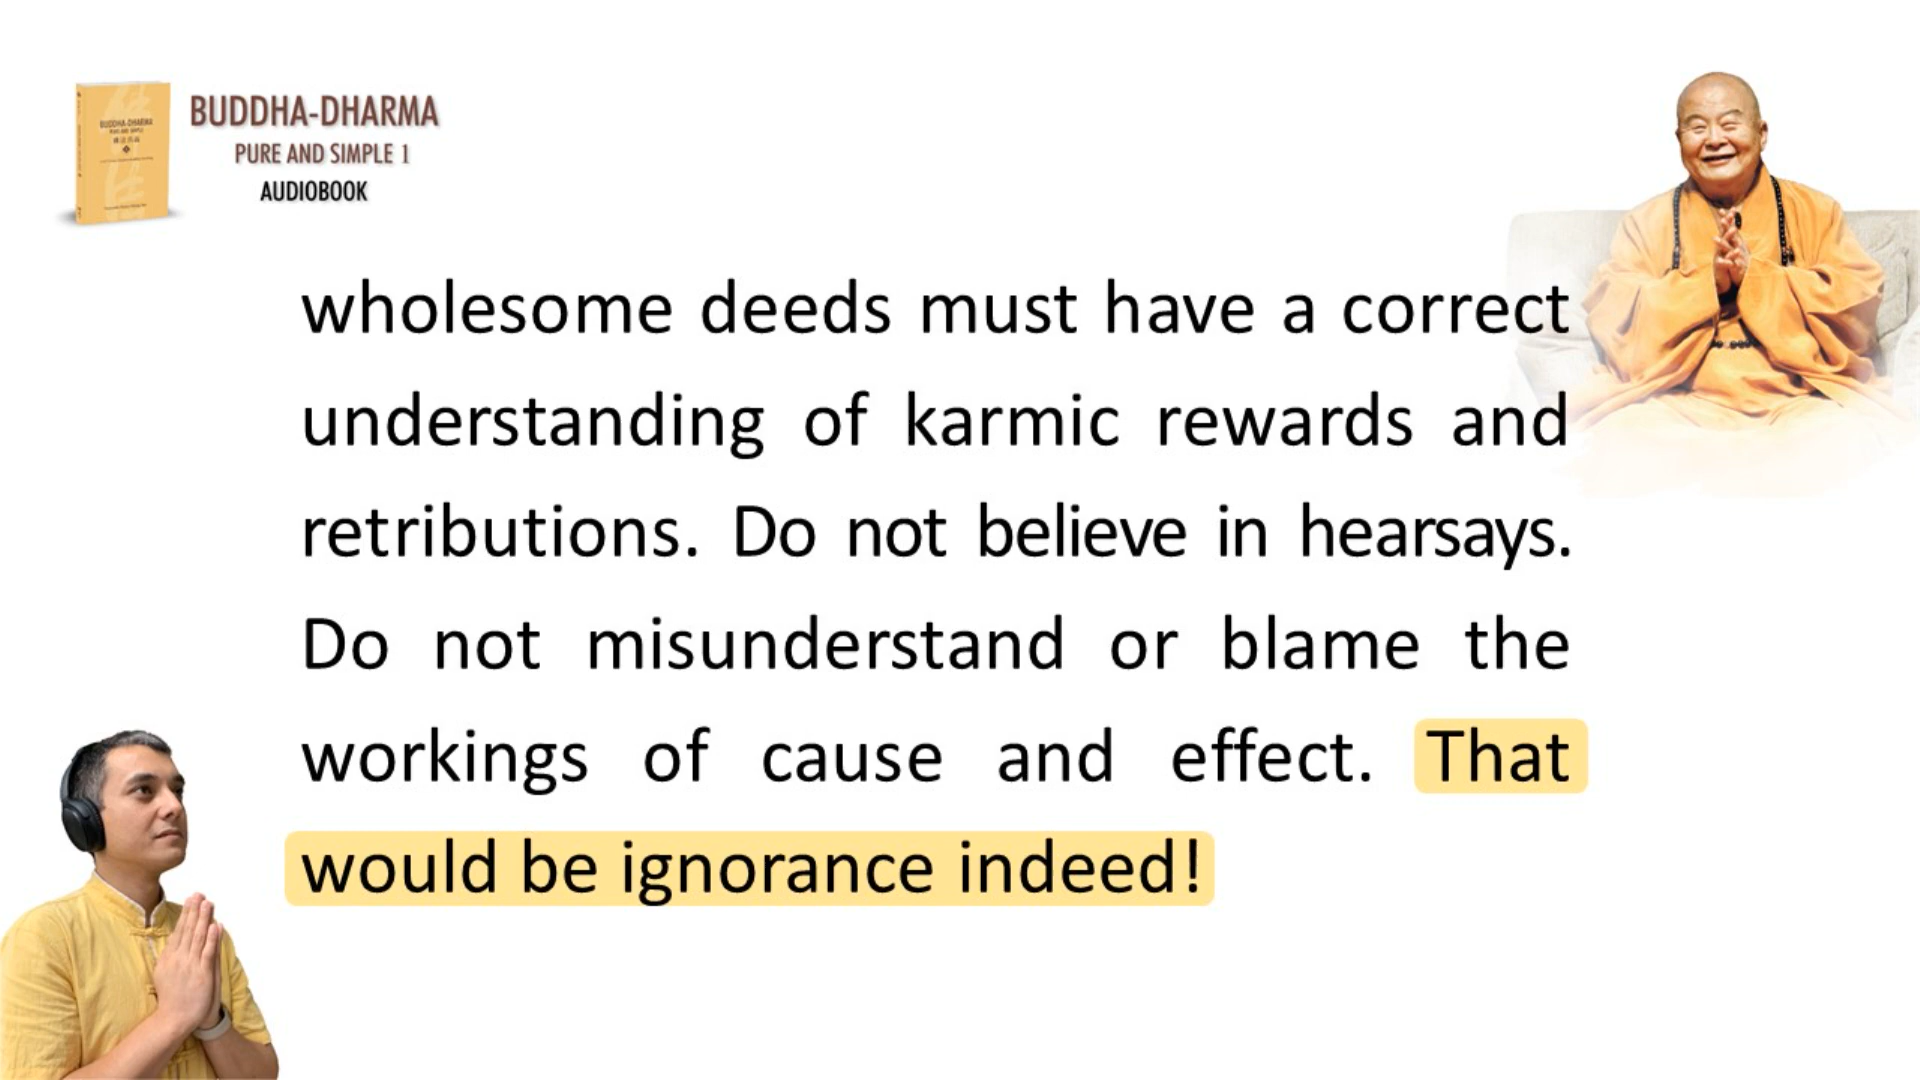 BUDDHA-DHARMA
PURE AND SIMPLE 1
AUDIOBOOK
BUDDHA-DHARMA
wholesome deeds must have a correct
understanding of karmic rewards and
retributions. Do not believe in hearsays.
Do not misunderstand or blame the
workings of cause and effect. That
would be ignorance indeed!